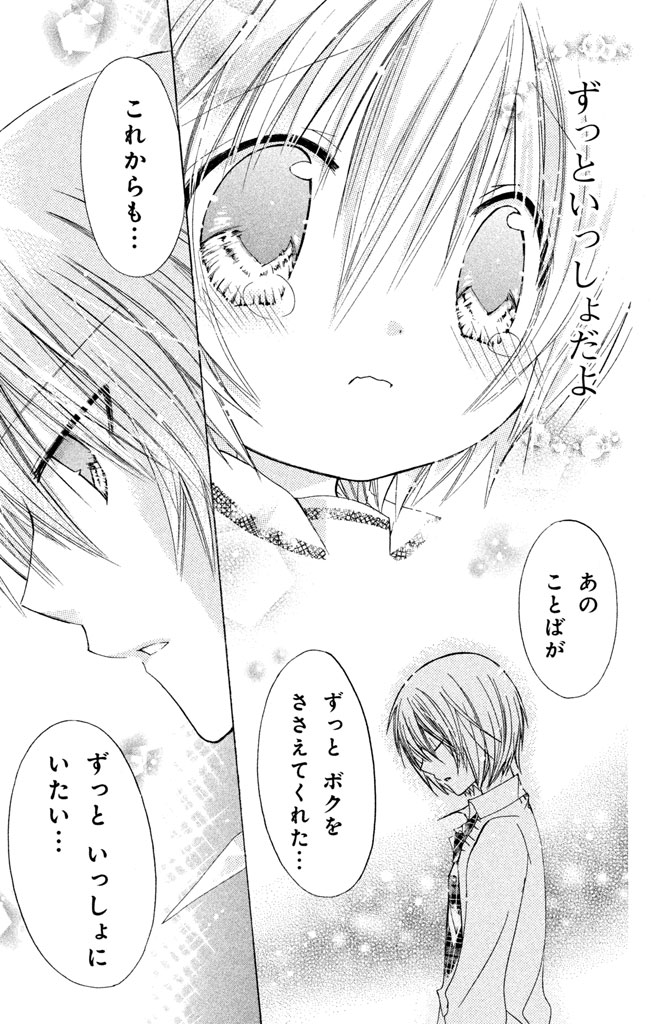 ずっといっしょだよ
あの
ことばが
ずっと ボクを
ささえてくれた…
これからも…
ずっと いっしょに
いたい…